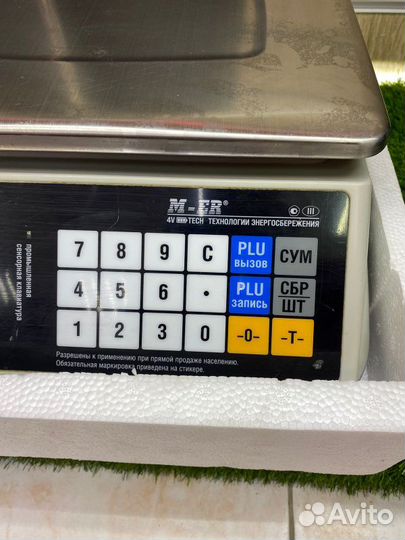 M-ER®
4V TECH ТЕХНОЛОГИИ ЭНЕРГОСБЕРЕЖЕНИЯ
III
промышленная
сенсорная клавиатура
7 8 9 C PLU вызов СУМ
4 5 6 . PLU запись СБР ШТ
1 2 3 0 -0- -T-
Разрешены к применению при прямой продаже населению.
Обязательная маркировка приведена на стикере.
Avito